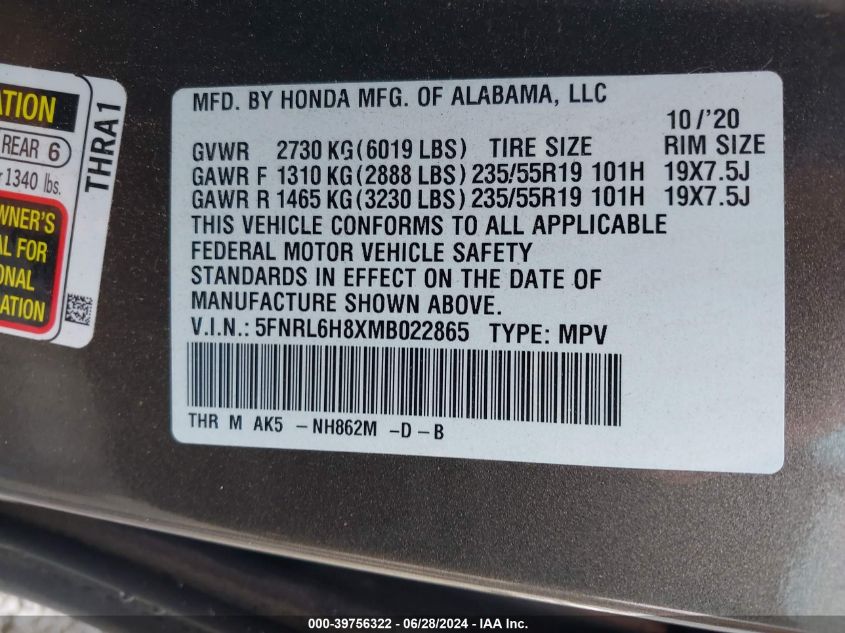 ATION
REAR 6
1340 lbs.
OWNER'S
AL FOR
ONAL
ATION
THRA1
MFD. BY HONDA MFG. OF ALABAMA, LLC
10/'20
GVWR 2730 KG (6019 LBS) TIRE SIZE RIM SIZE
GAWR F 1310 KG (2888 LBS) 235/55R19 101H 19X7.5J
GAWR R 1465 KG (3230 LBS) 235/55R19 101H 19X7.5J
THIS VEHICLE CONFORMS TO ALL APPLICABLE
FEDERAL MOTOR VEHICLE SAFETY
STANDARDS IN EFFECT ON THE DATE OF
MANUFACTURE SHOWN ABOVE.
V.I.N.: 5FNRL6H8XMB022865 TYPE: MPV
THR M AK5 -NH862M -D-B
000-39756322 - 06/28/2024 - IAA Inc.